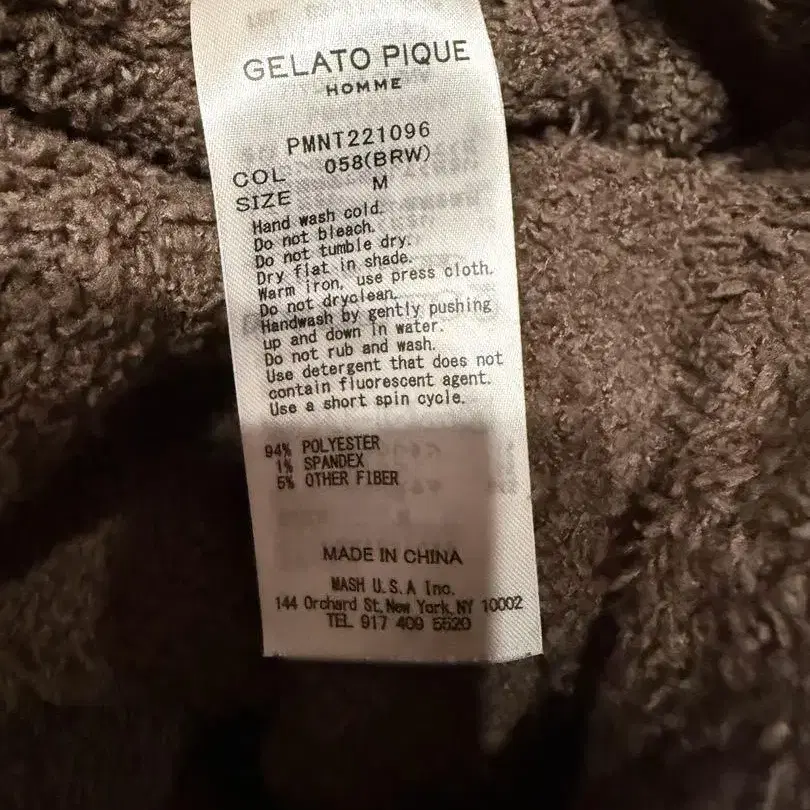 GELATO PIQUE
HOMME
PMNT221096
COL 058(BRW)
SIZE M
Hand wash cold.
Do not bleach.
Do not tumble dry.
Dry flat in shade.
Warm iron, use press cloth.
Do not dryclean.
Handwash by gently pushing
up and down in water.
Do not rub and wash.
Use detergent that does not
contain fluorescent agent.
Use a short spin cycle.
94% POLYESTER
1% SPANDEX
5% OTHER FIBER
MADE IN CHINA
MASH U.S.A Inc.
144 Orchard St, New York, NY 10002
TEL 917 409 5520